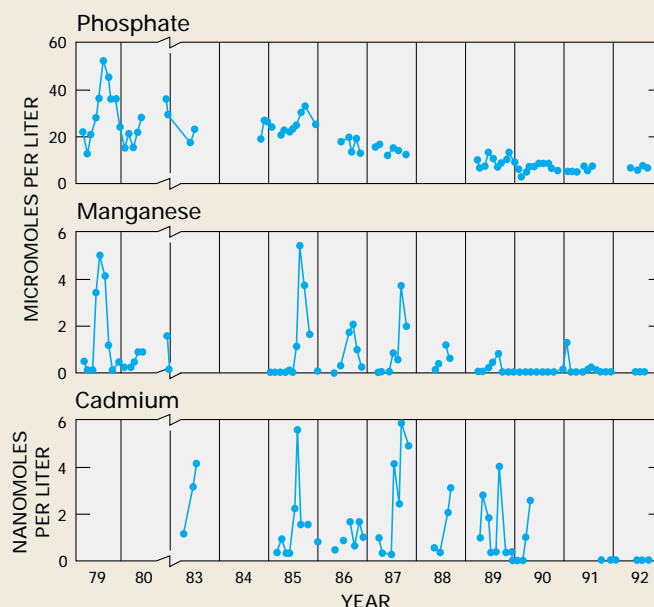 Phosphate
60
40
20
0
Manganese
6
4
2
0
MICROMOLES PER LITER
Cadmium
6
4
2
0
NANOMOLES
PER LITER
79 80 83 84 85 86 87 88 89 90 91 92
YEAR